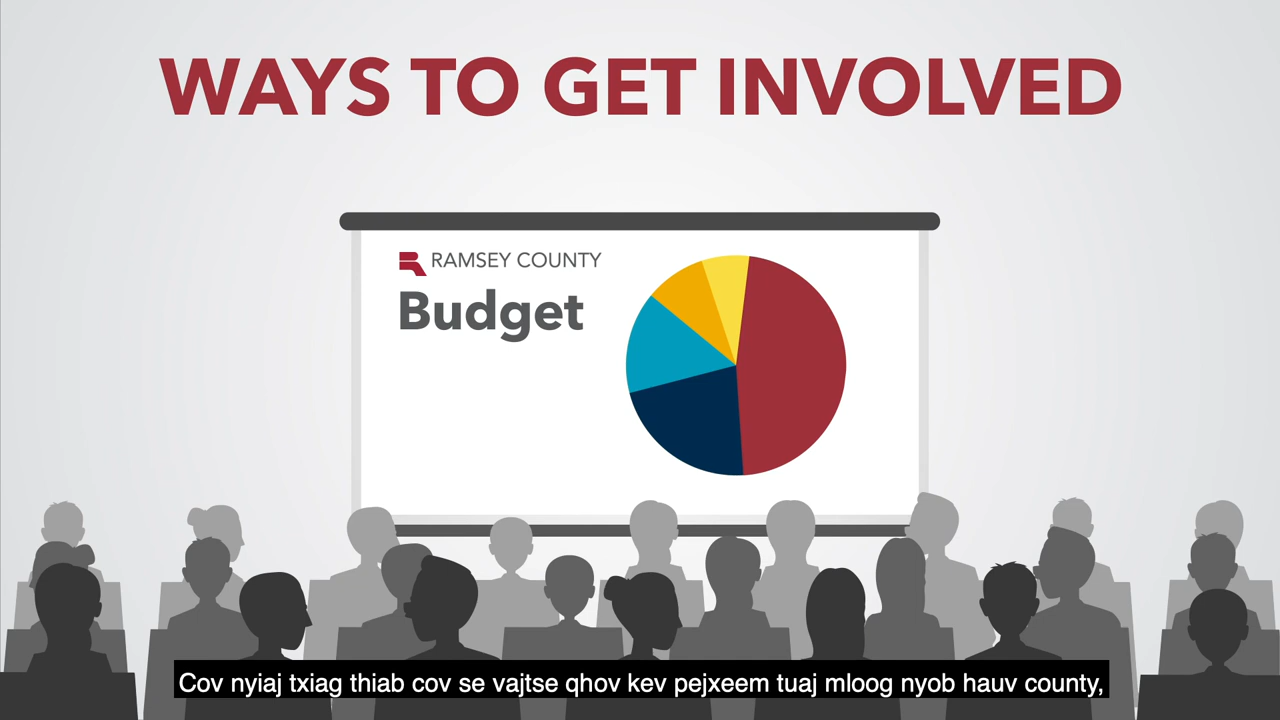 WAYS TO GET INVOLVED
RAMSEY COUNTY
Budget
Cov nyiaj txiag thiab cov se vajtse qhov kev pejxeem tuaj mloog nyob hauv county,